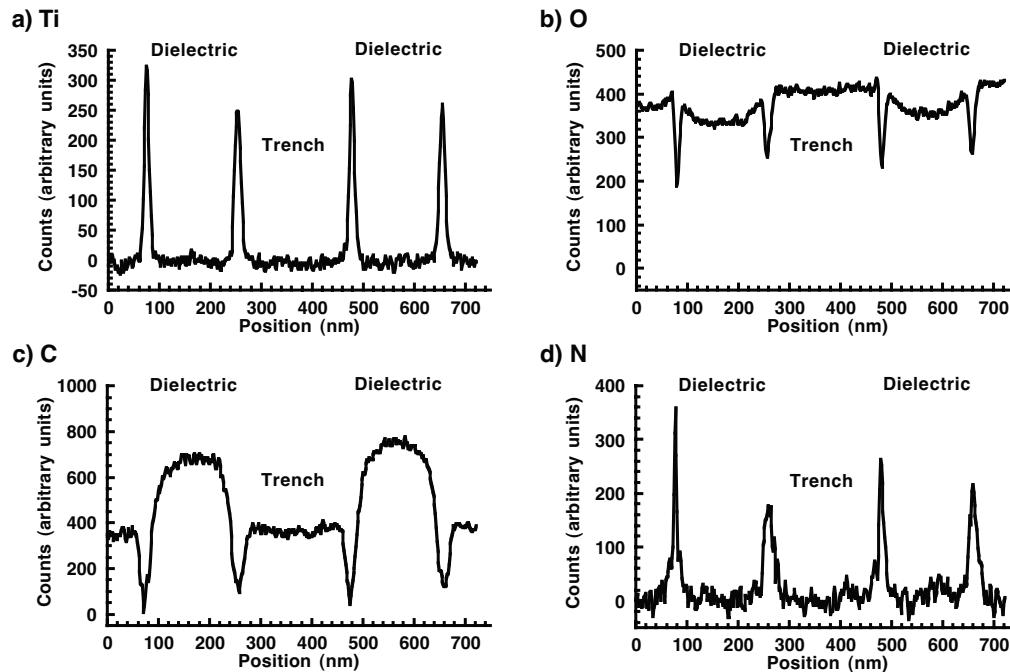 a) Ti
Dielectric Dielectric
350
300
250
200
150
100
50
0
-50
Counts (arbitrary units)
Trench
0 100 200 300 400 500 600 700
Position (nm)
b) O
Dielectric Dielectric
500
400
300
200
100
0
Counts (arbitrary units)
Trench
0 100 200 300 400 500 600 700
Position (nm)
c) C
Dielectric Dielectric
1000
800
600
400
200
0
Counts (arbitrary units)
Trench
0 100 200 300 400 500 600 700
Position (nm)
d) N
Dielectric Dielectric
400
300
200
100
0
Counts (arbitrary units)
Trench
0 100 200 300 400 500 600 700
Position (nm)